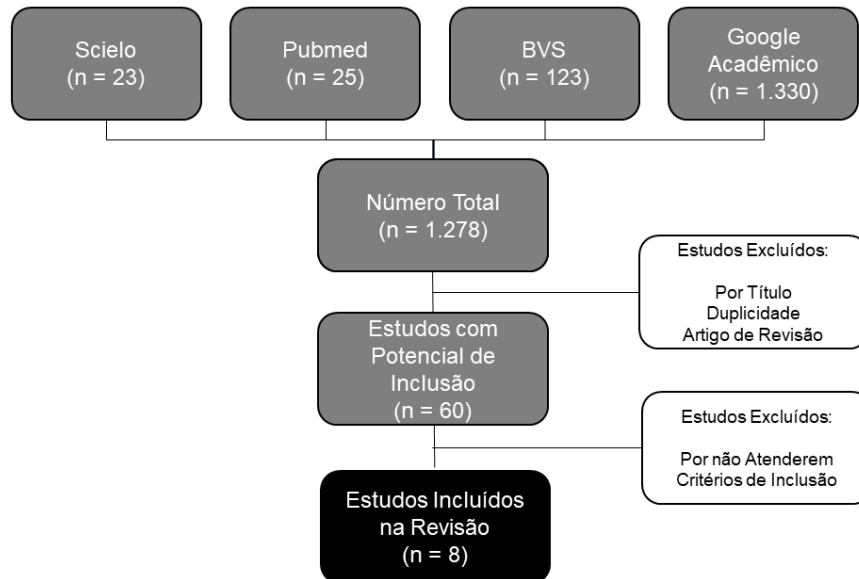 Scielo
(n = 23)
Pubmed
(n = 25)
BVS
(n = 123)
Google
Acadêmico
(n = 1.330)
Número Total
(n = 1.278)
Estudos Excluídos:
Por Título
Duplicidade
Artigo de Revisão
Estudos com
Potencial de
Inclusão
(n = 60)
Estudos Excluídos:
Por não Atenderem
Critérios de Inclusão
Estudos Incluídos
na Revisão
(n = 8)